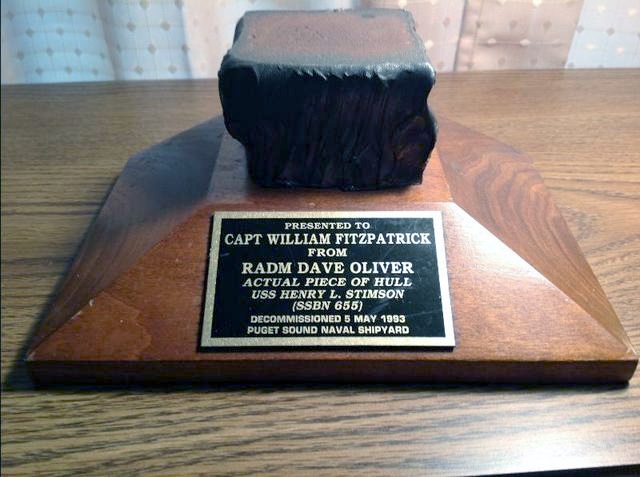 PRESENTED TO
CAPT WILLIAM FITZPATRICK
FROM
RADM DAVE OLIVER
ACTUAL PIECE OF HULL
USS HENRY L. STIMSON
(SSBN 655)
DECOMMISSIONED 5 MAY 1993
PUGET SOUND NAVAL SHIPYARD